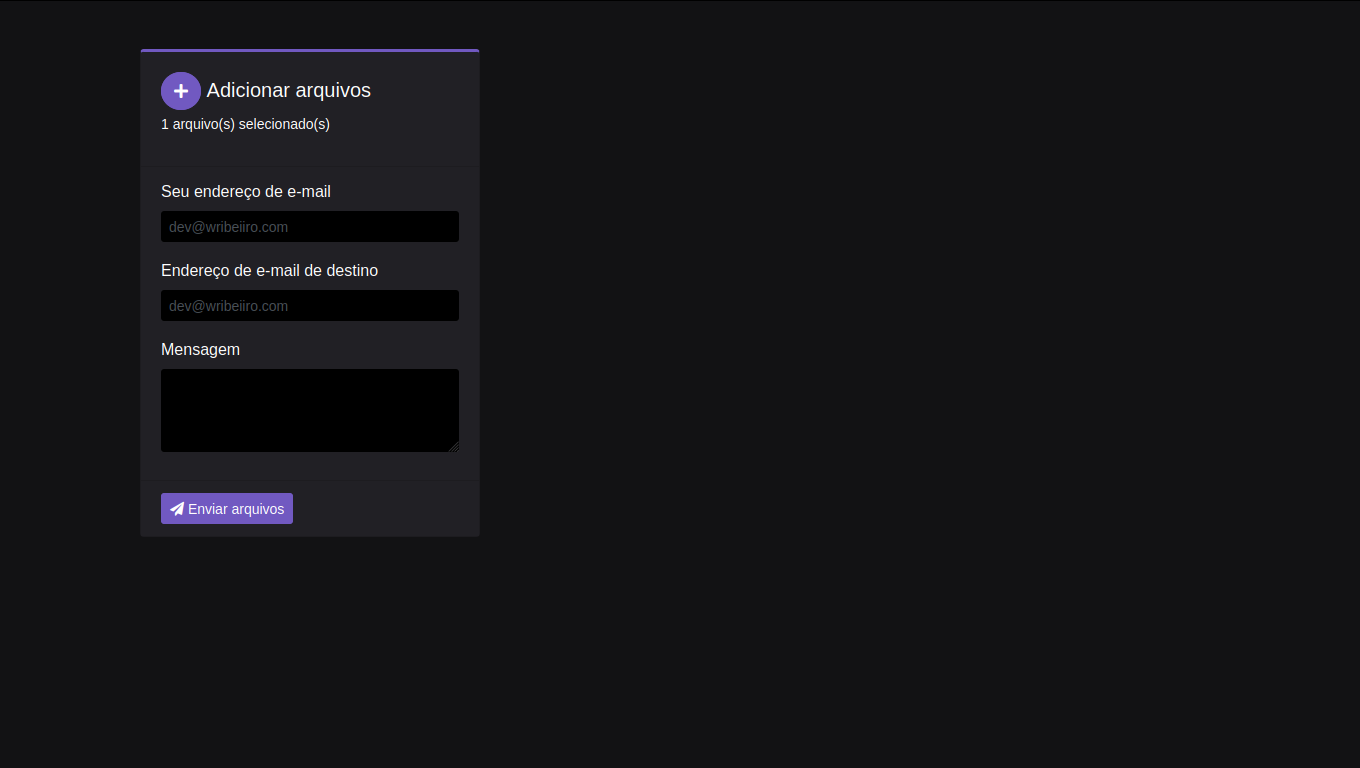 Adicionar arquivos
1 arquivo(s) selecionado(s)
Seu endereço de e-mail
dev@wribeiiro.com
Endereço de e-mail de destino
dev@wribeiiro.com
Mensagem
Enviar arquivos